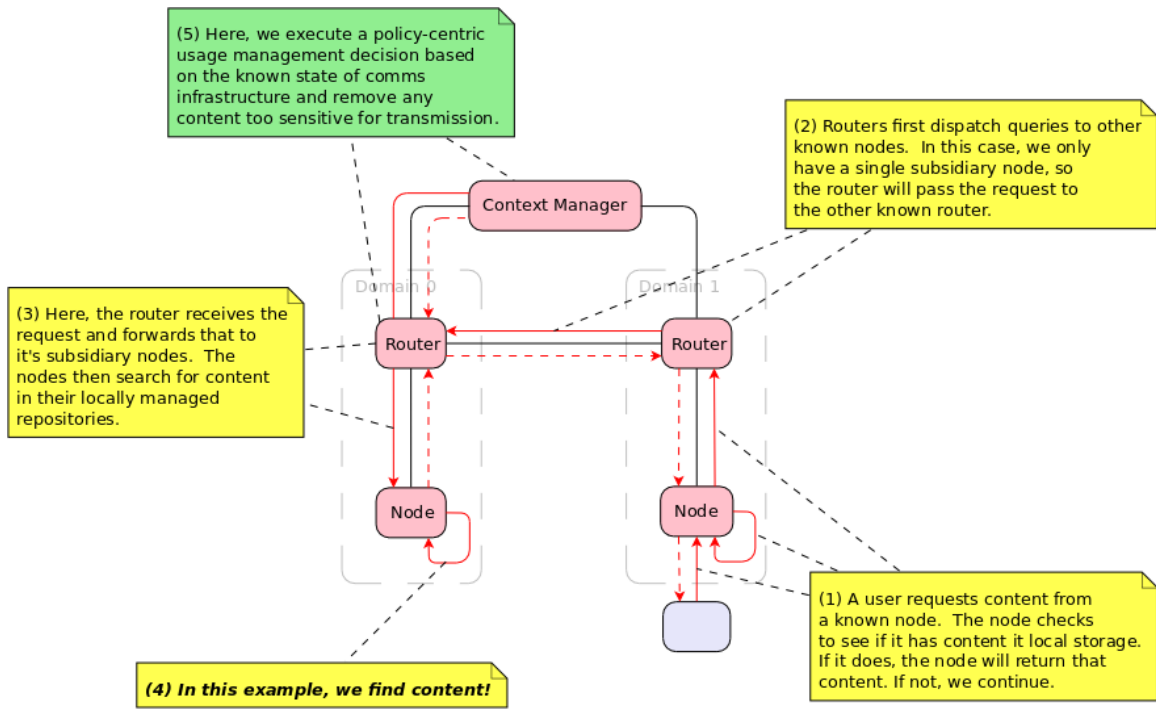 (5) Here, we execute a policy-centric
usage management decision based
on the known state of comms
infrastructure and remove any
content too sensitive for transmission.
(2) Routers first dispatch queries to other
known nodes.  In this case, we only
have a single subsidiary node, so
the router will pass the request to
the other known router.
Context Manager
Domain 0
Domain 1
(3) Here, the router receives the
request and forwards that to
it's subsidiary nodes.  The
nodes then search for content
in their locally managed
repositories.
Router
Router
Node
Node
(1) A user requests content from
a known node.  The node checks
to see if it has content it local storage.
If it does, the node will return that
content. If not, we continue.
(4) In this example, we find content!